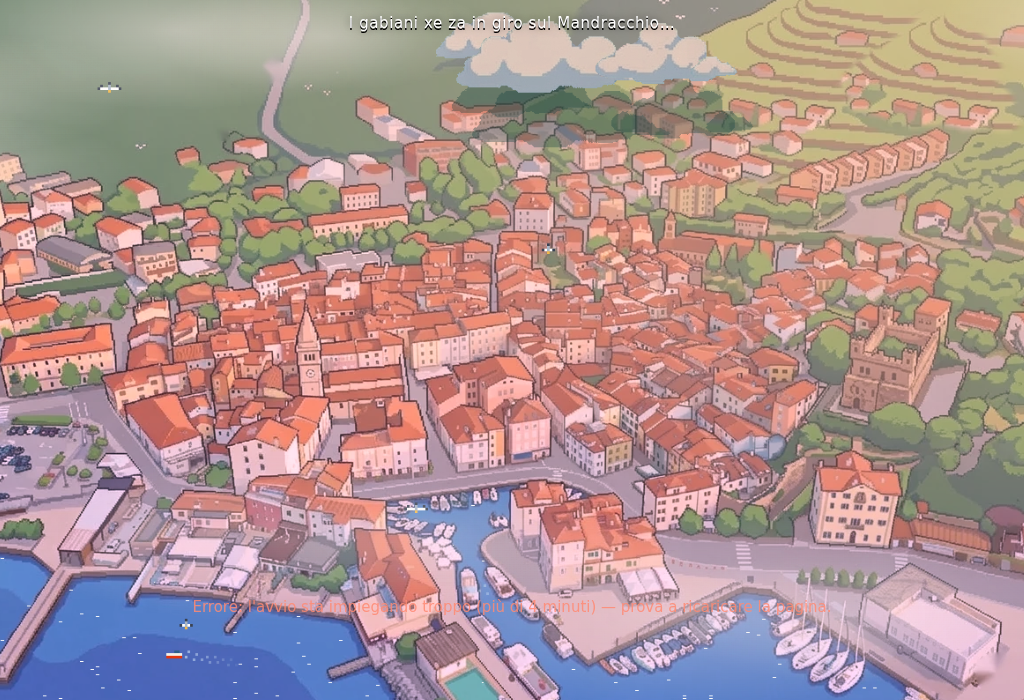 I gabiani xe za in giro sul Mandracchio...
Errore: l'avvio sta impiegando troppo (più di 4 minuti) — prova a ricaricare la pagina.